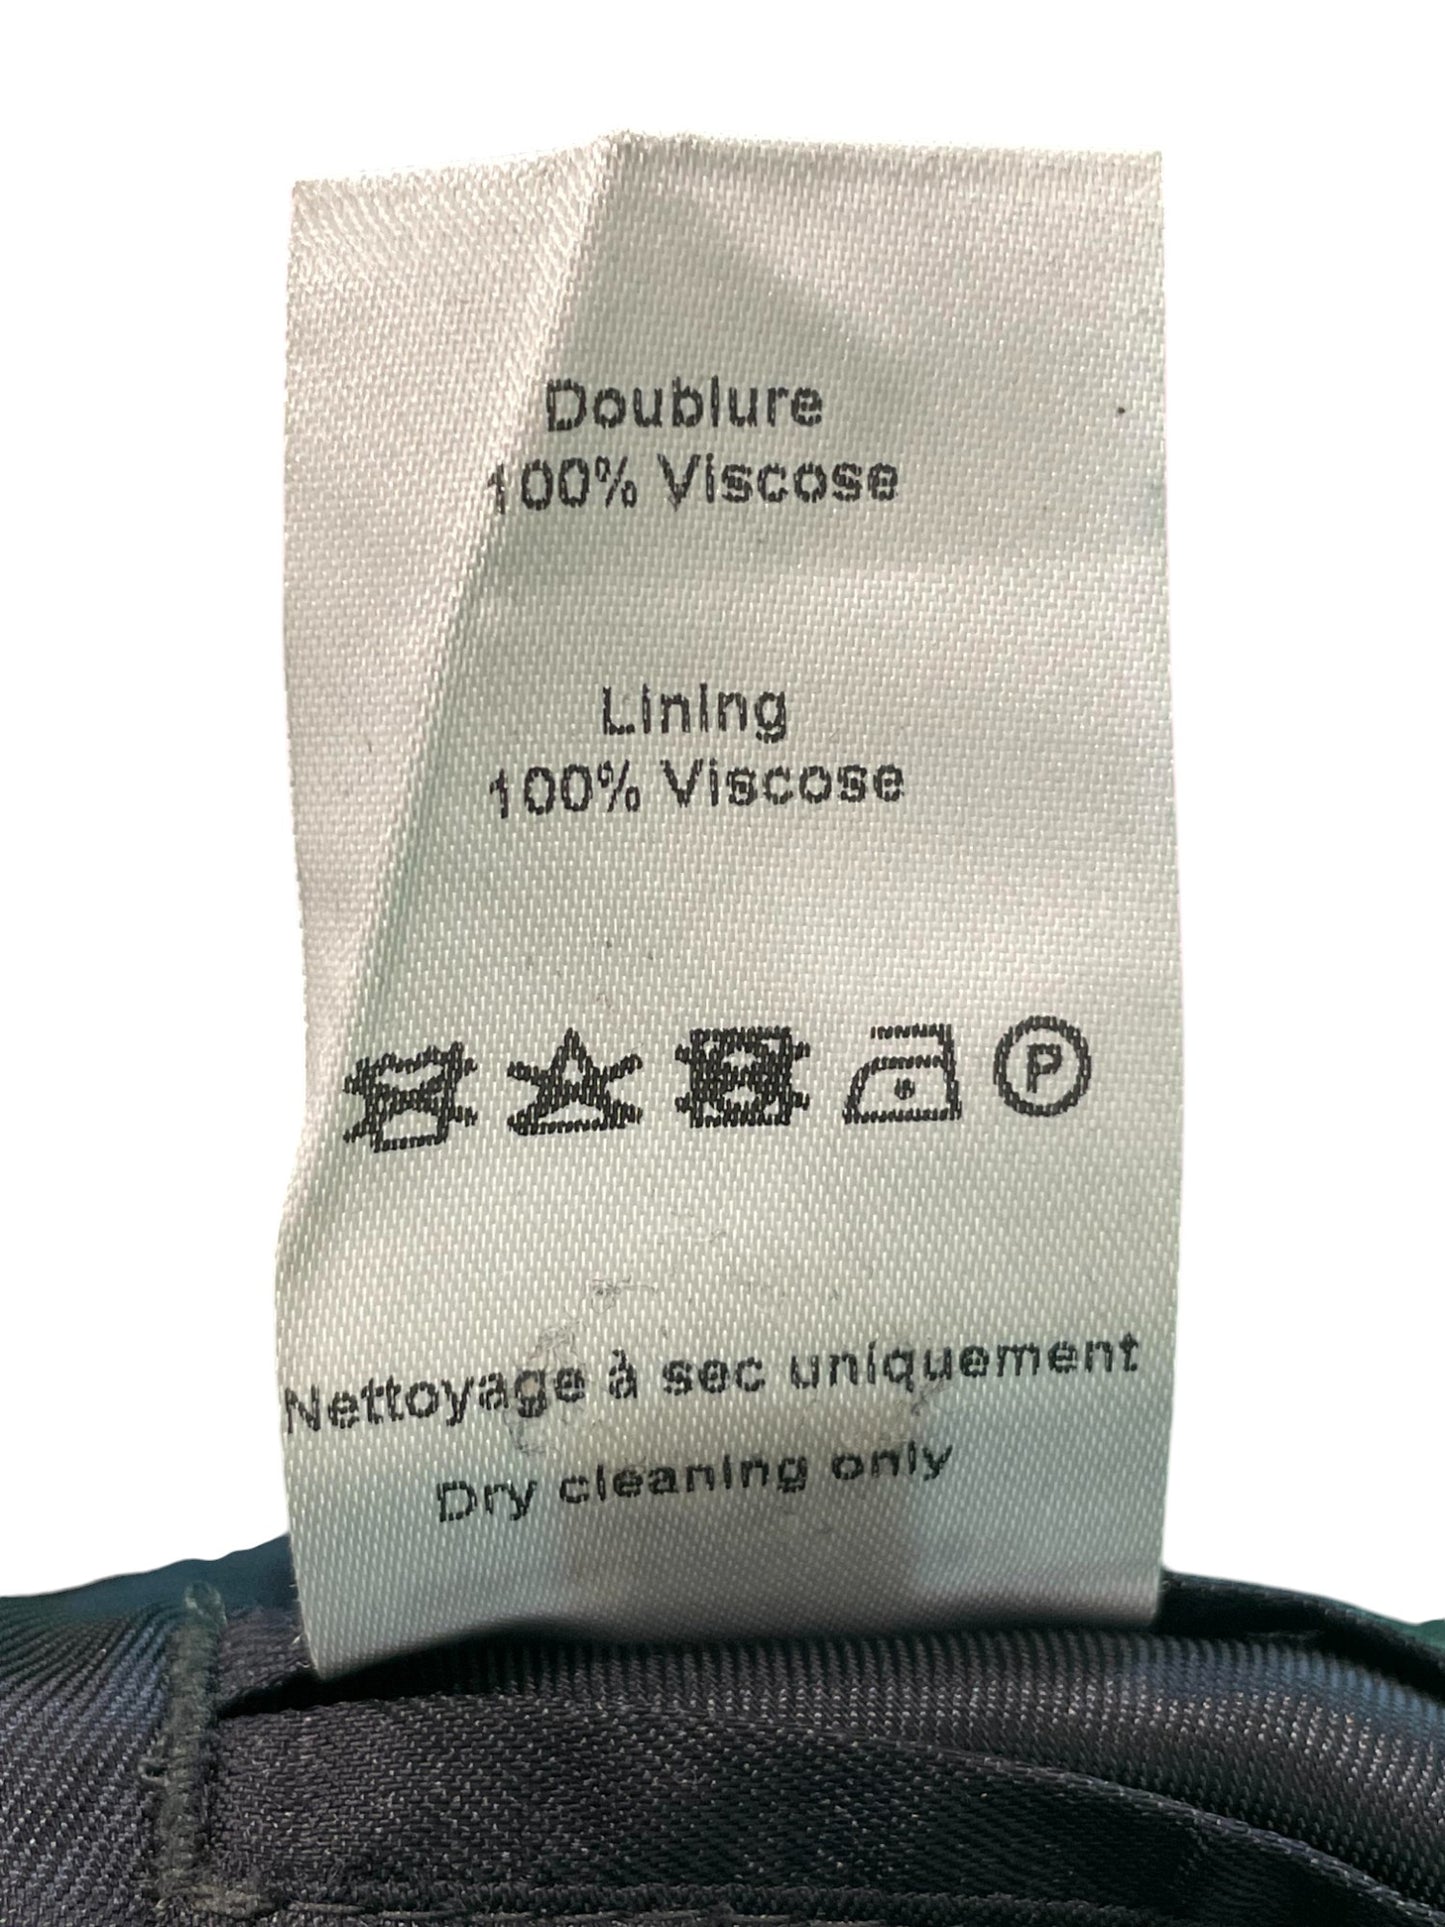 Doublure
100% Viscose
Lining
100% Viscose
P
Nettoyage à sec uniquement
Dry cleaning only